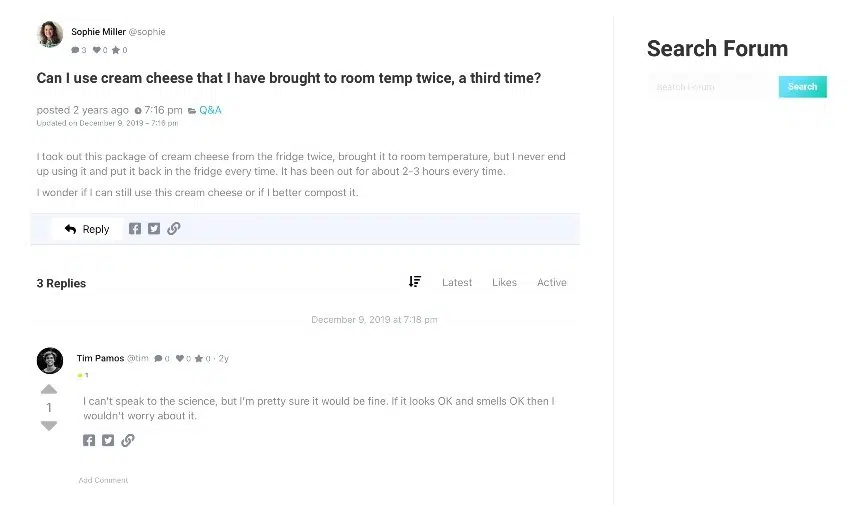 Sophie Miller @sophie
3 0 0
Can I use cream cheese that I have brought to room temp twice, a third time?
posted 2 years ago 7:16 pm Q&A
Updated on December 9, 2019 - 7:16 pm
I took out this package of cream cheese from the fridge twice, brought it to room temperature, but I never end
up using it and put it back in the fridge every time. It has been out for about 2-3 hours every time.
I wonder if I can still use this cream cheese or if I better compost it.
Reply
3 Replies
Latest Likes Active
December 9, 2019 at 7:18 pm
Tim Pamos @tim 0 0 0 · 2y
1
1
I can't speak to the science, but I'm pretty sure it would be fine. If it looks OK and smells OK then I
wouldn't worry about it.
Add Comment
Search Forum
Search Forum
Search